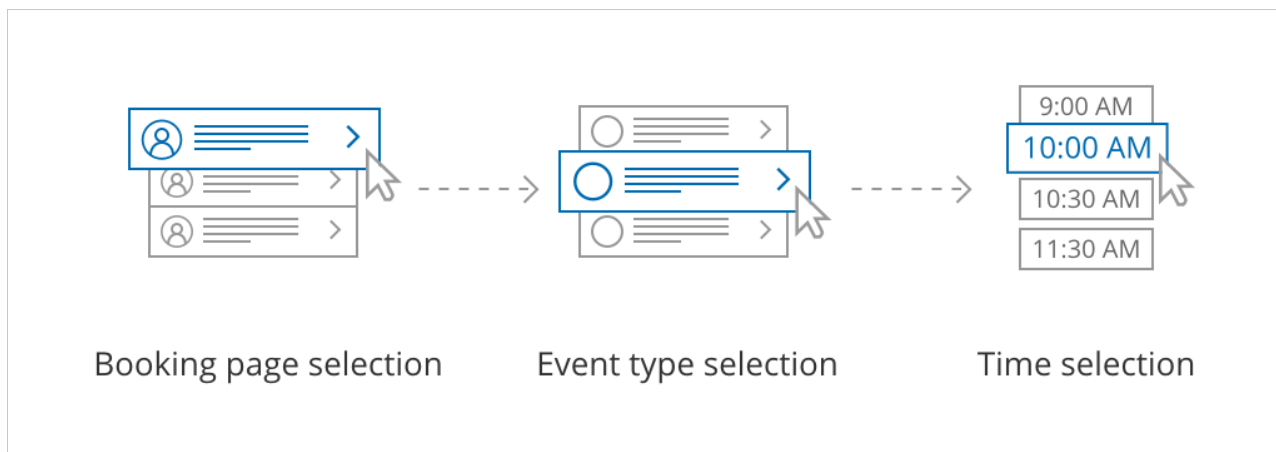 9:00 AM
10:00 AM
10:30 AM
11:30 AM
Booking page selection
Event type selection
Time selection